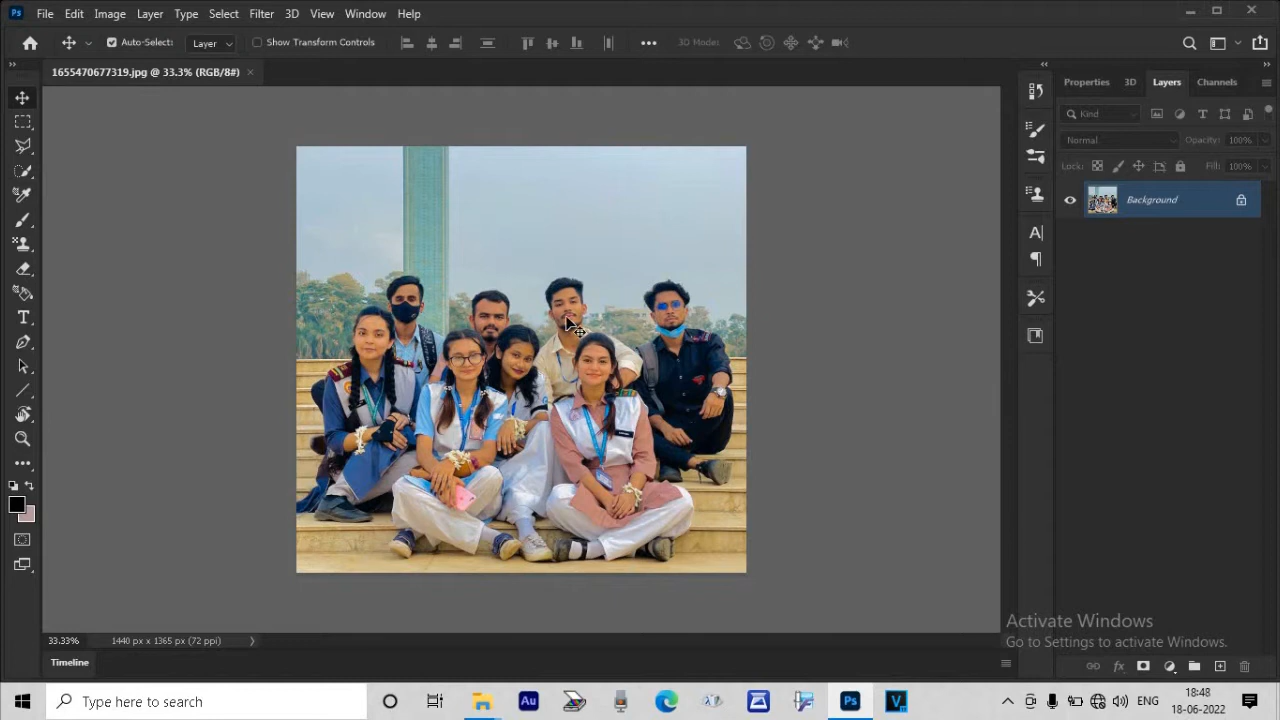 Ps File Edit Image Layer Type Select Filter 3D View Window Help
Auto-Select: Layer Show Transform Controls 3D Mode:
1655470677319.jpg @ 33.3% (RGB/8#) ×
Properties 3D Layers Channels
Kind
Normal Opacity: 100%
Lock: Fill: 100%
Background
33.33% 1440 px x 1365 px (72 ppi)
Timeline
Activate Windows
Go to Settings to activate Windows.
Type here to search
Au
Ps
V
ENG
18:48
18-06-2022